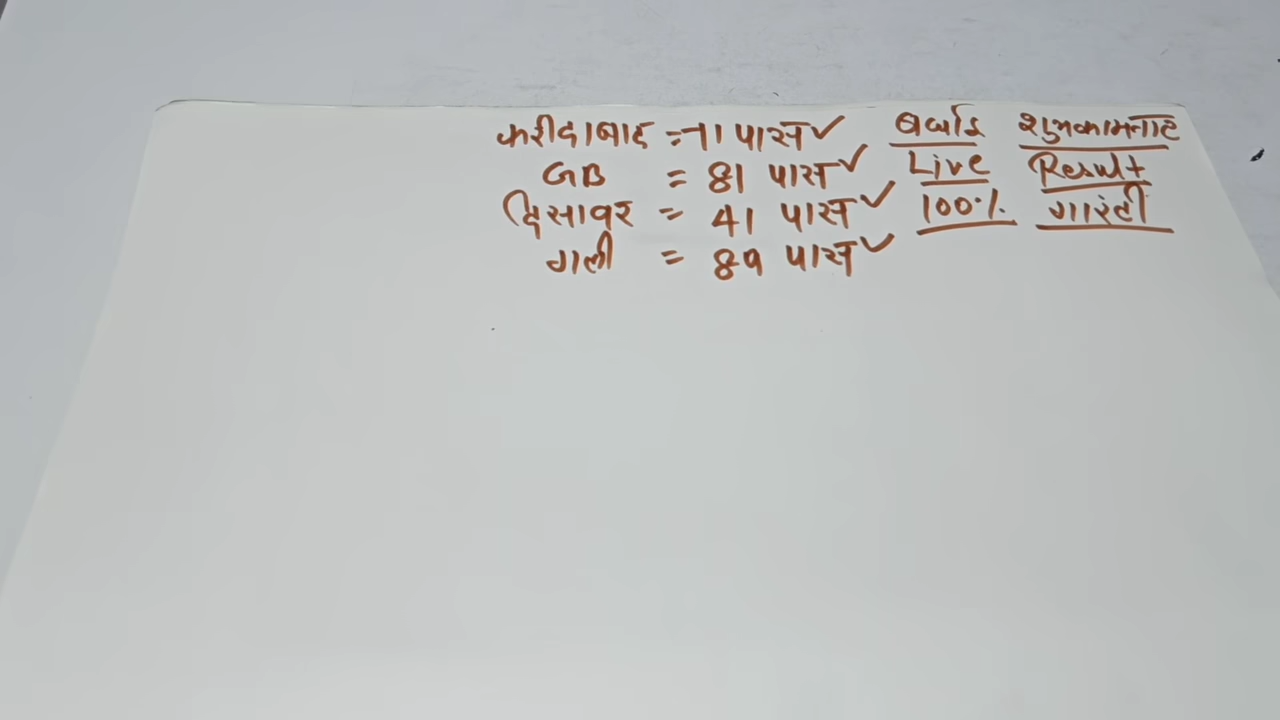 फरीदाबाद = 71 पास ✓ बधाई शुभकामनाएं
GB = 81 पास ✓ Live Result
दिसावर = 41 पास ✓ 100% गारंटी
गली = 89 पास ✓